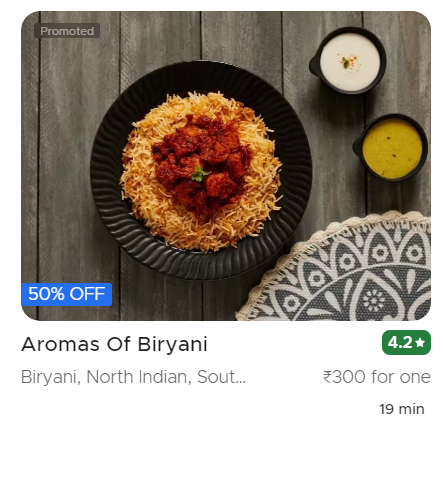 Promoted
50% OFF
Aromas Of Biryani
4.2★
Biryani, North Indian, Sout...
₹300 for one
19 min